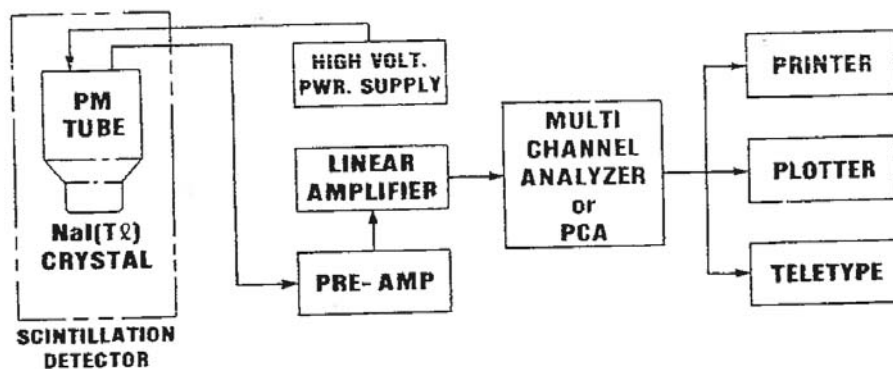 PM
TUBE
NaI(Tℓ)
CRYSTAL
SCINTILLATION
DETECTOR
HIGH VOLT.
PWR. SUPPLY
LINEAR
AMPLIFIER
PRE-AMP
MULTI
CHANNEL
ANALYZER
or
PCA
PRINTER
PLOTTER
TELETYPE